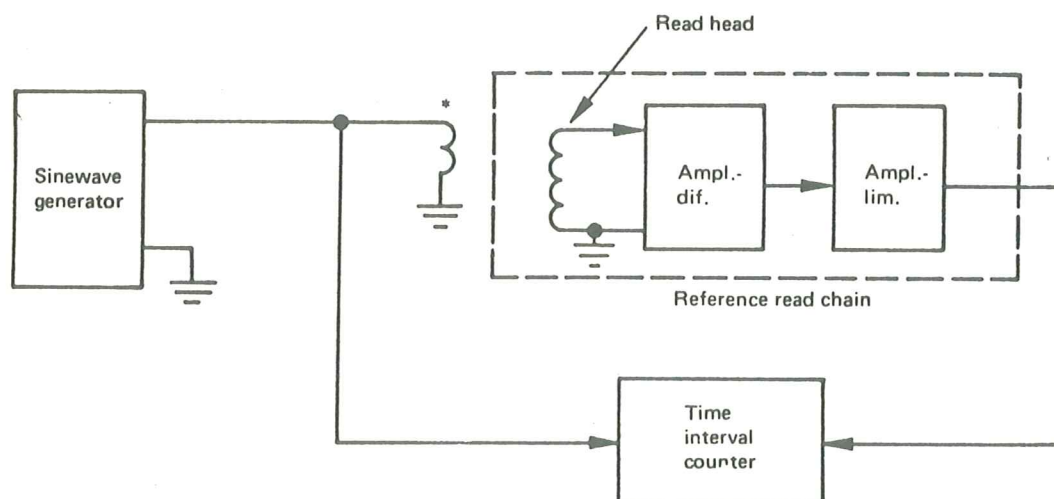 Read head
*
Sinewave
generator
Ampl.-
dif.
Ampl.-
lim.
Reference read chain
Time
interval
counter